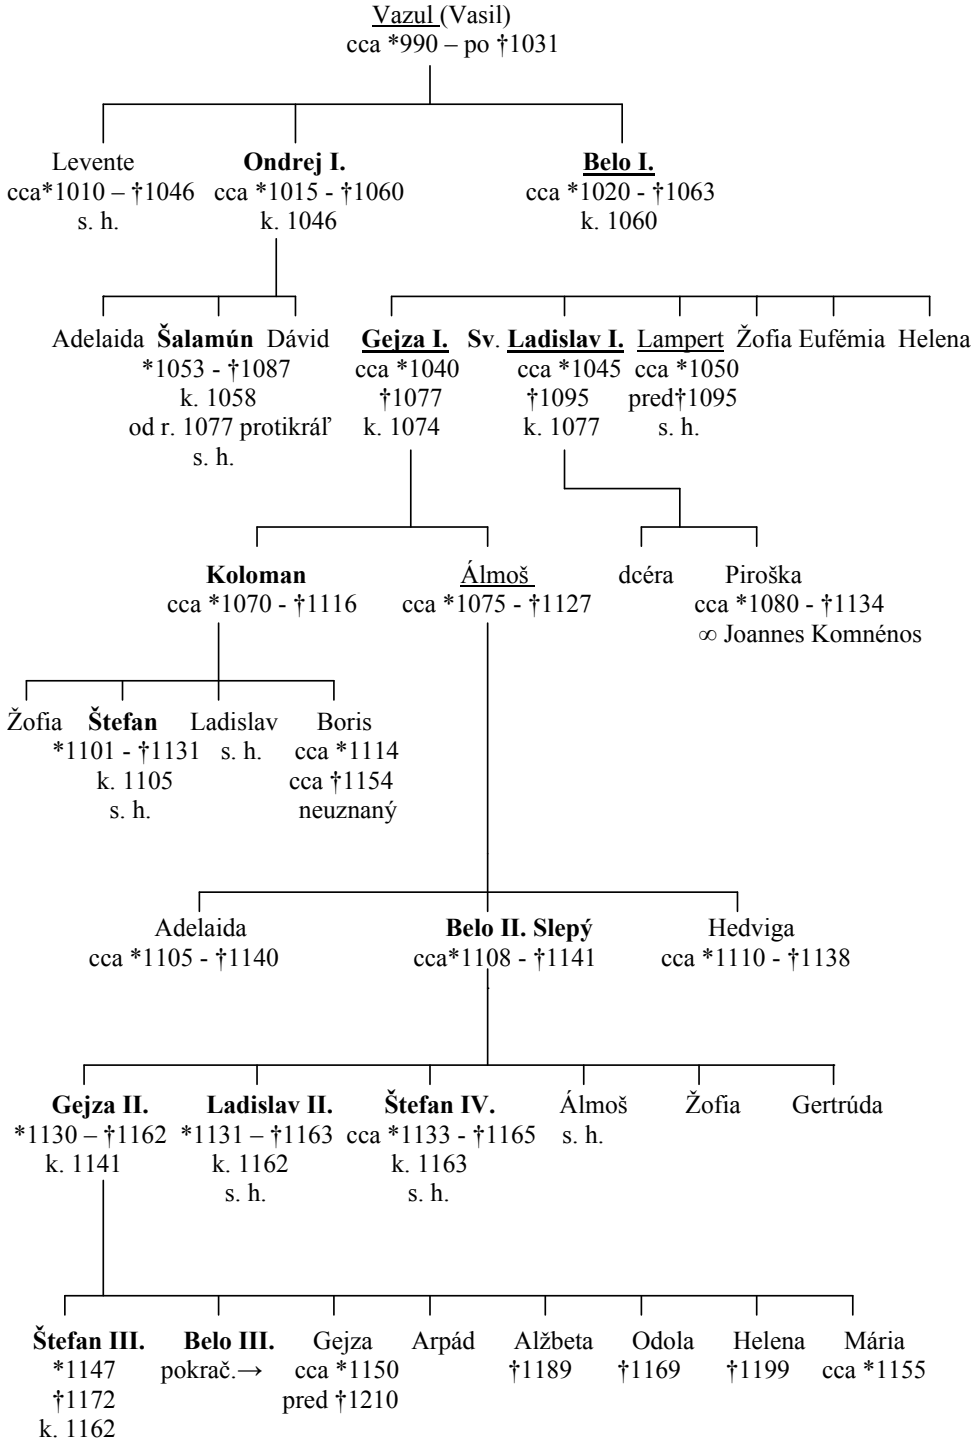 Vazul (Vasil)
cca *990 – po †1031
Levente Ondrej I. Belo I.
cca*1010 – †1046 cca *1015 - †1060 cca *1020 - †1063
s. h. k. 1046 k. 1060
Adelaida Šalamún Dávid Gejza I. Sv. Ladislav I. Lampert Žofia Eufémia Helena
*1053 - †1087 cca *1040 cca *1045 cca *1050
k. 1058 †1077 †1095 pred†1095
od r. 1077 protikráľ k. 1074 k. 1077 s. h.
s. h.
Koloman Álmoš dcéra Piroška
cca *1070 - †1116 cca *1075 - †1127 cca *1080 - †1134
∞ Joannes Komnénos
Žofia Štefan Ladislav Boris
*1101 - †1131 s. h. cca *1114
k. 1105 cca †1154
s. h. neuznaný
Adelaida Belo II. Slepý Hedviga
cca *1105 - †1140 cca*1108 - †1141 cca *1110 - †1138
Gejza II. Ladislav II. Štefan IV. Álmoš Žofia Gertrúda
*1130 – †1162 *1131 – †1163 cca *1133 - †1165 s. h.
k. 1141 k. 1162 k. 1163
s. h. s. h.
Štefan III. Belo III. Gejza Arpád Alžbeta Odola Helena Mária
*1147 pokrač.→ cca *1150 †1189 †1169 †1199 cca *1155
†1172 pred †1210
k. 1162